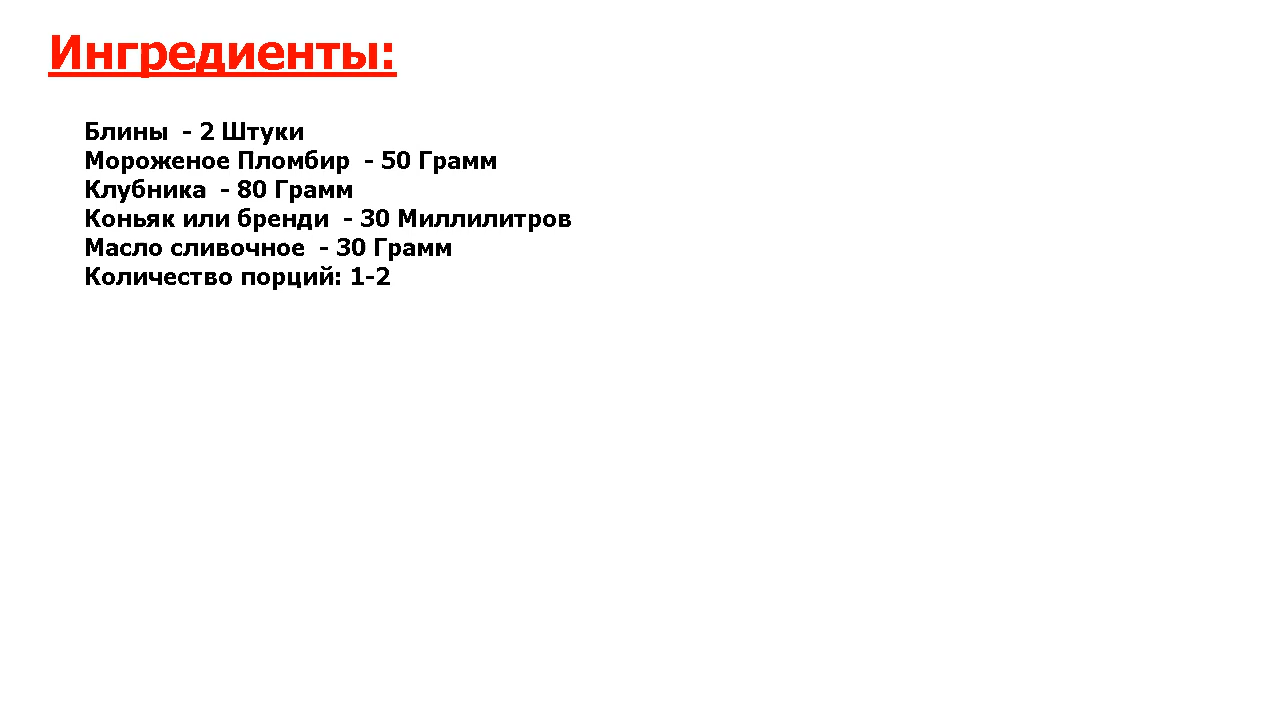 Ингредиенты:
Блины  - 2 Штуки
Мороженое Пломбир  - 50 Грамм
Клубника  - 80 Грамм
Коньяк или бренди  - 30 Миллилитров
Масло сливочное  - 30 Грамм
Количество порций: 1-2